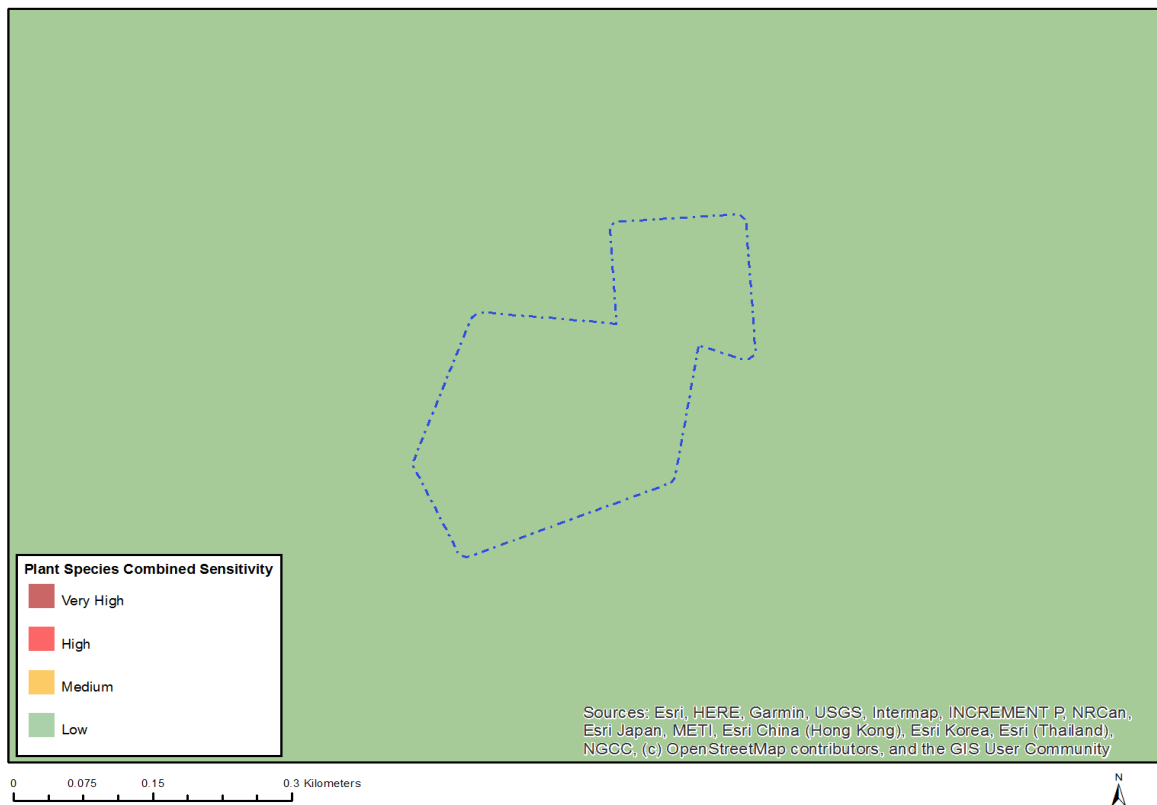 Plant Species Combined Sensitivity
Very High
High
Medium
Low
Sources: Esri, HERE, Garmin, USGS, Intermap, INCREMENT P, NRCan,
Esri Japan, METI, Esri China (Hong Kong), Esri Korea, Esri (Thailand),
NGCC, (c) OpenStreetMap contributors, and the GIS User Community
0 0.075 0.15 0.3 Kilometers
N